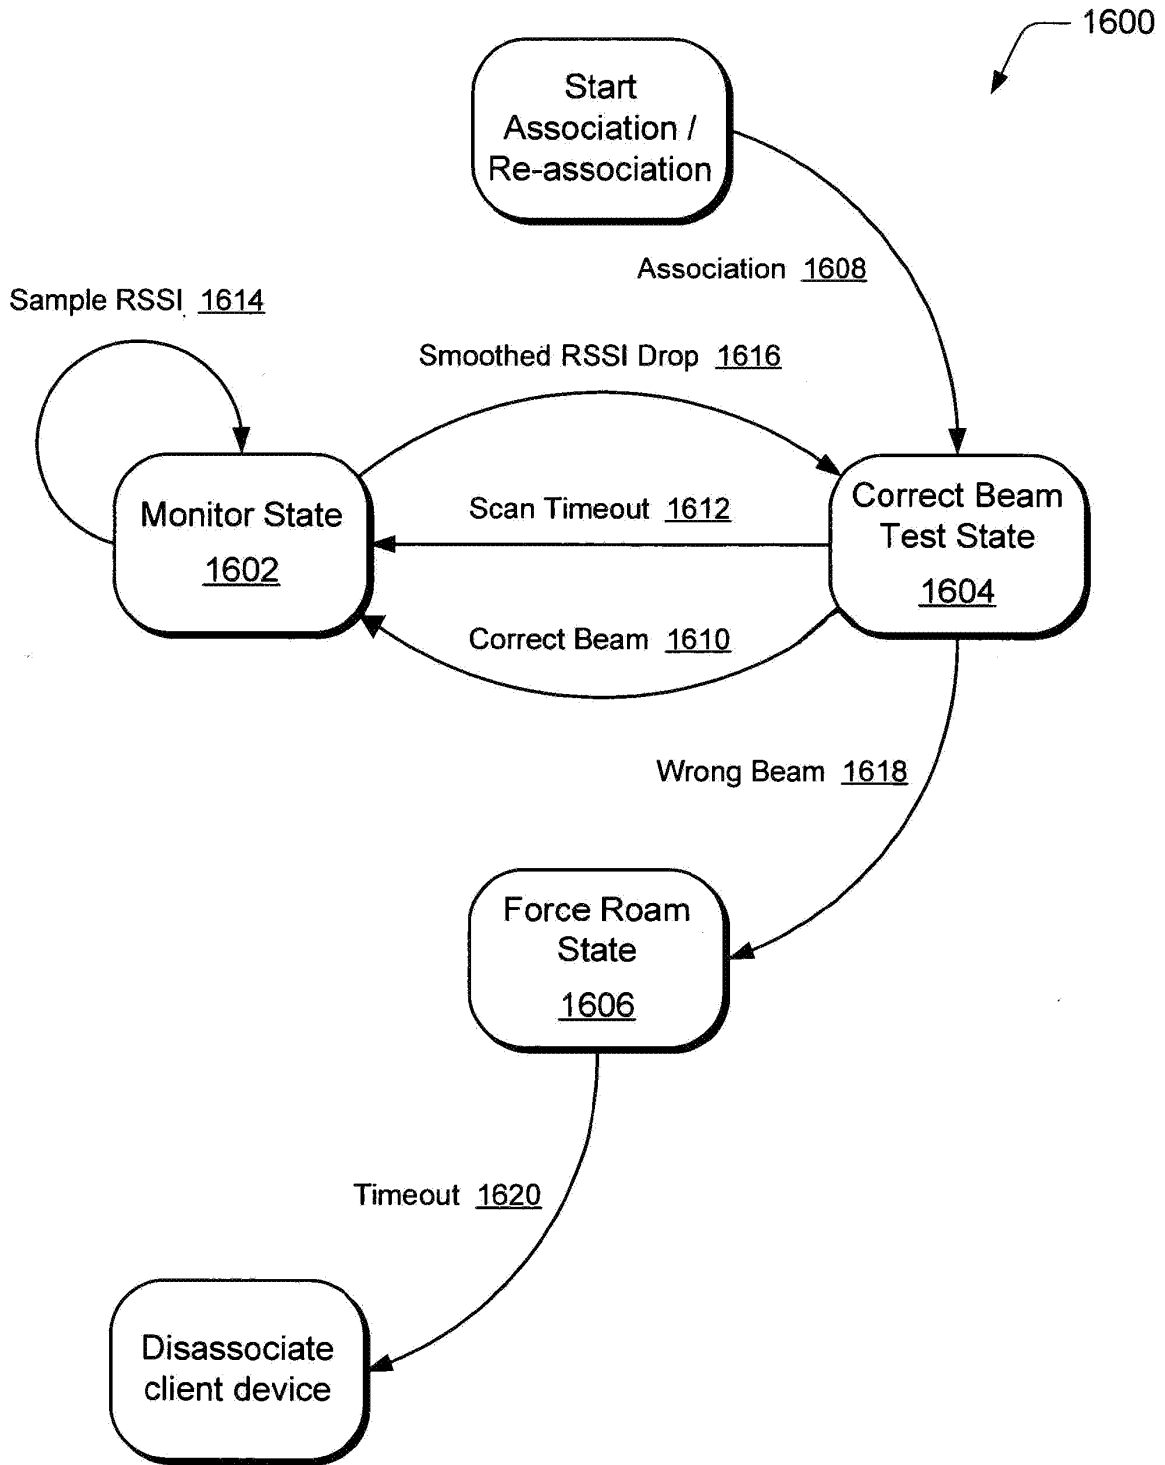 1600
Start
Association /
Re-association
Association 1608
Sample RSSI 1614
Smoothed RSSI Drop 1616
Monitor State
1602
Scan Timeout 1612
Correct Beam
Test State
1604
Correct Beam 1610
Wrong Beam 1618
Force Roam
State
1606
Timeout 1620
Disassociate
client device